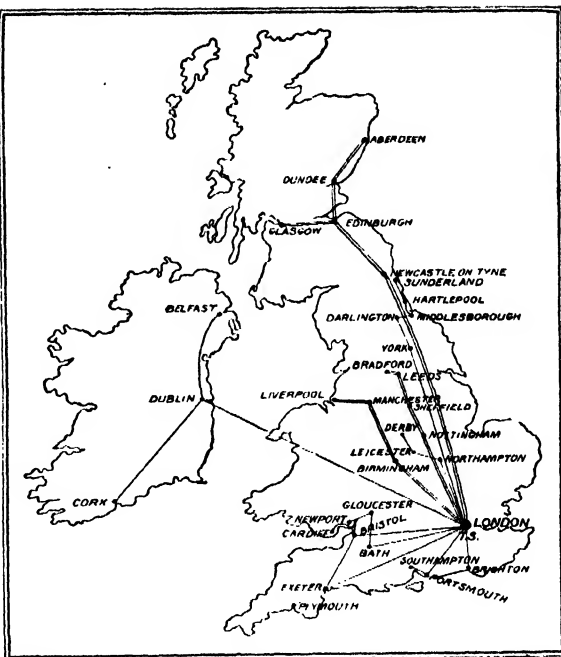 ABERDEEN
DUNDEE
EDINBURGH
GLASGOW
NEWCASTLE ON TYNE
SUNDERLAND
HARTLEPOOL
BELFAST
DARLINGTON
MIDDLESBOROUGH
YORK
BRADFORD
LEEDS
DUBLIN
LIVERPOOL
MANCHESTER
SHEFFIELD
DERBY
NOTTINGHAM
LEICESTER
NORTHAMPTON
BIRMINGHAM
CORK
GLOUCESTER
NEWPORT
LONDON
T.S.
CARDIFF
BRISTOL
BATH
SOUTHAMPTON
BRIGHTON
EXETER
PORTSMOUTH
PLYMOUTH